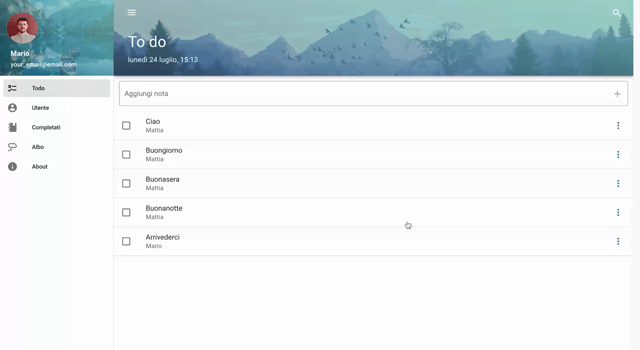 To do
lunedì 24 luglio, 15:13
Mario
your_email@email.com
Todo
Utente
Completati
Albo
About
Aggiungi nota
Ciao
Mattia
Buongiorno
Mattia
Buonasera
Mattia
Buonanotte
Mattia
Arrivederci
Mario